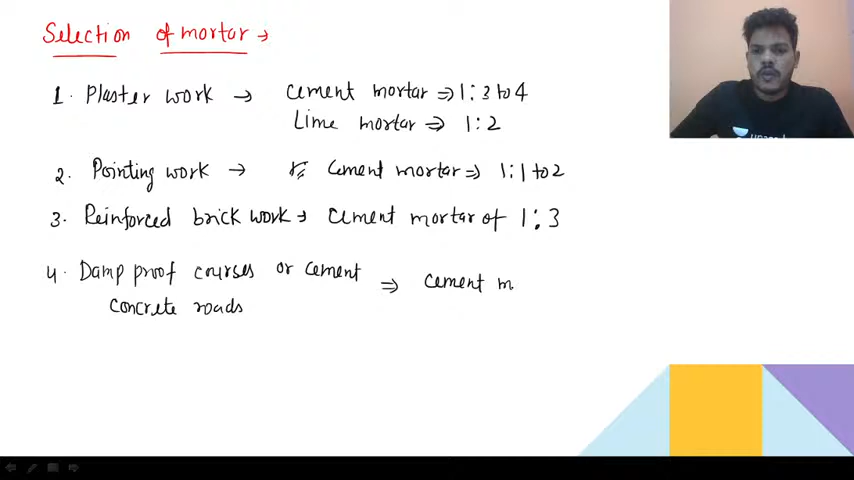 Selection of mortar →
1. Plaster work → cement mortar ⇒ 1:3 to 4
Lime mortar ⇒ 1:2
2. Pointing work → cement mortar ⇒ 1:1 to 2
3. Reinforced brick work → cement mortar of 1:3
4. Damp proof courses or cement
concrete roads ⇒ cement m